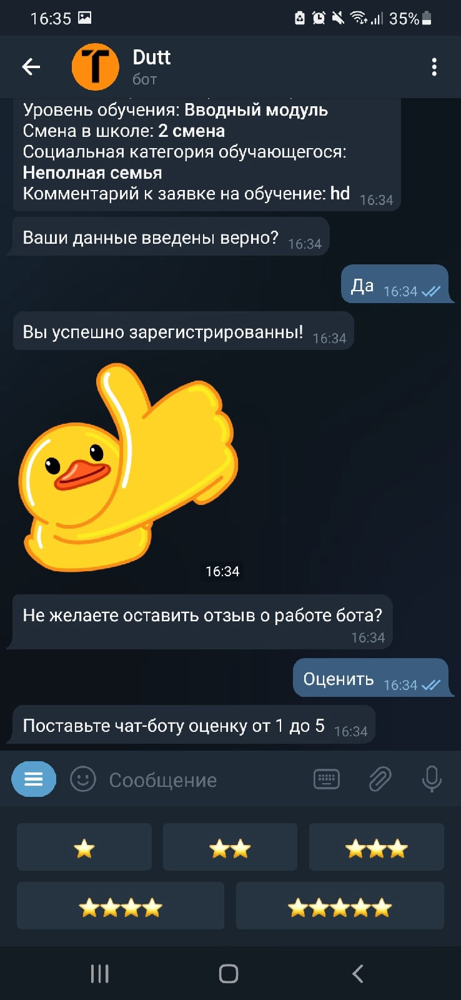 16:35
35%
Dutt
бот
Уровень обучения: Вводный модуль
Смена в школе: 2 смена
Социальная категория обучающегося:
Неполная семья
Комментарий к заявке на обучение: hd 16:34
Ваши данные введены верно? 16:34
Да 16:34
Вы успешно зарегистрированны! 16:34
16:34
Не желаете оставить отзыв о работе бота?
16:34
Оценить 16:34
Поставьте чат-боту оценку от 1 до 5 16:34
Сообщение